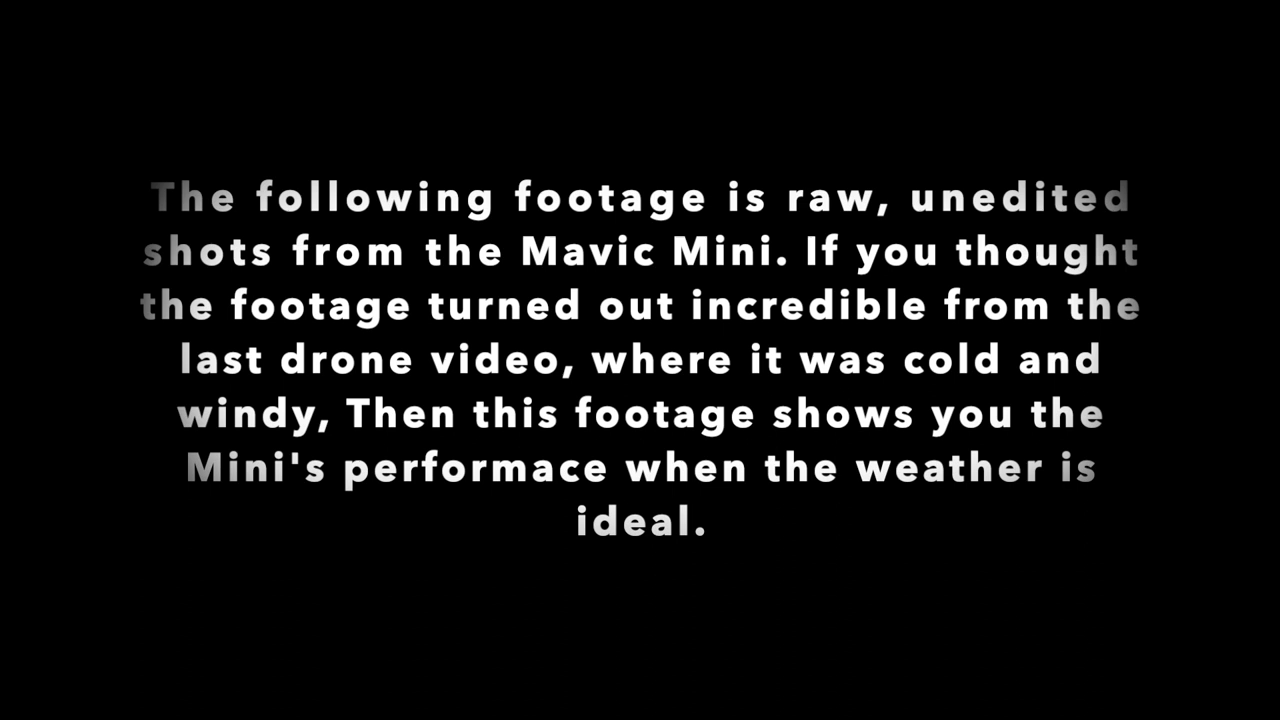 The following footage is raw, unedited
shots from the Mavic Mini. If you thought
the footage turned out incredible from the
last drone video, where it was cold and
windy, Then this footage shows you the
Mini's performace when the weather is
ideal.